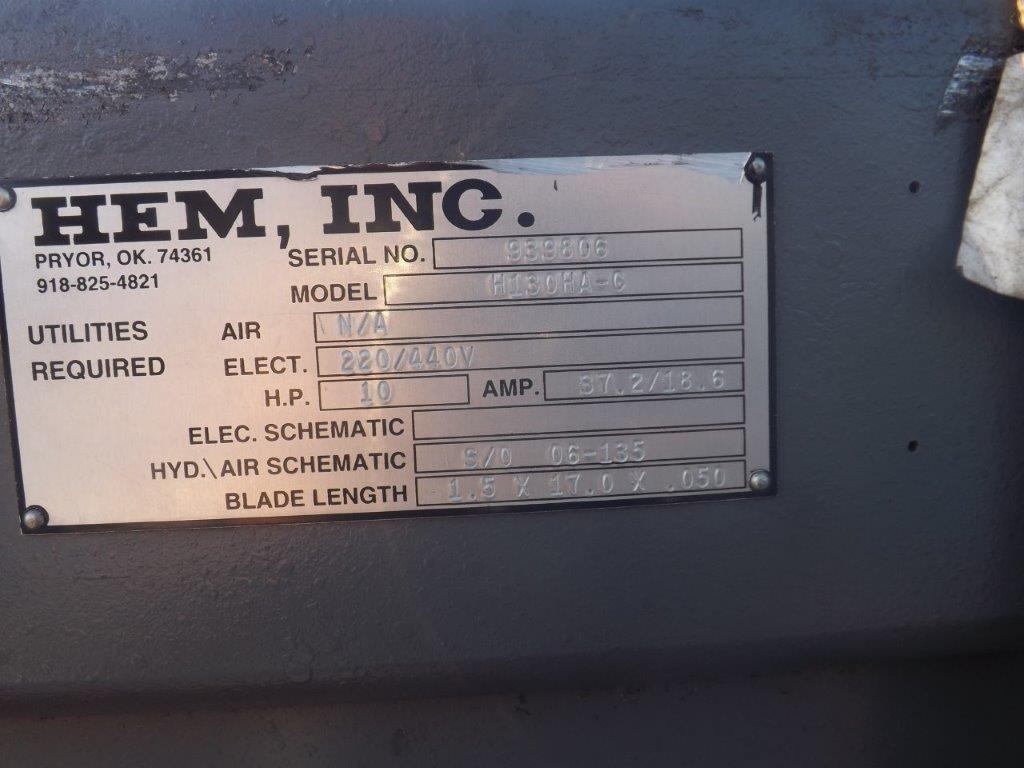 HEM, INC.
PRYOR, OK. 74361
918-825-4821
SERIAL NO. 939806
MODEL H130HA-C
UTILITIES REQUIRED
AIR N/A
ELECT. 220/440V
H.P. 10 AMP. 37.2/18.6
ELEC. SCHEMATIC
HYD.\AIR SCHEMATIC S/O 06-135
BLADE LENGTH 1.5 X 17.0 X .050